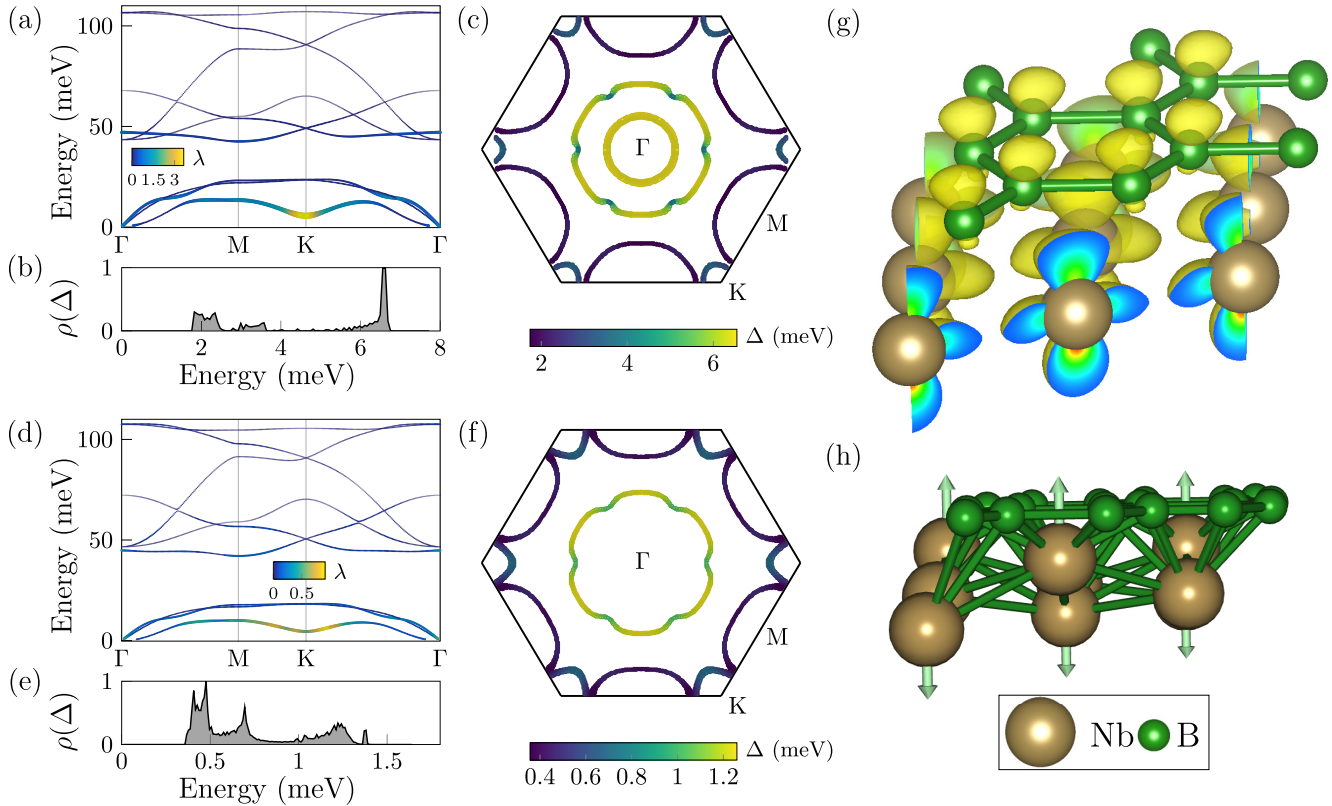 (a)
100
50
0
Energy (meV)
λ
0 1.5 3
Γ M K Γ
(b)
1
0
ρ(Δ)
0 2 4 6 8
Energy (meV)
(c)
Γ
M
K
Δ (meV)
2 4 6
(d)
100
50
0
Energy (meV)
λ
0 0.5
Γ M K Γ
(e)
1
0
ρ(Δ)
0 0.5 1 1.5
Energy (meV)
(f)
Γ
M
K
Δ (meV)
0.4 0.6 0.8 1 1.2
(g)
(h)
Nb B